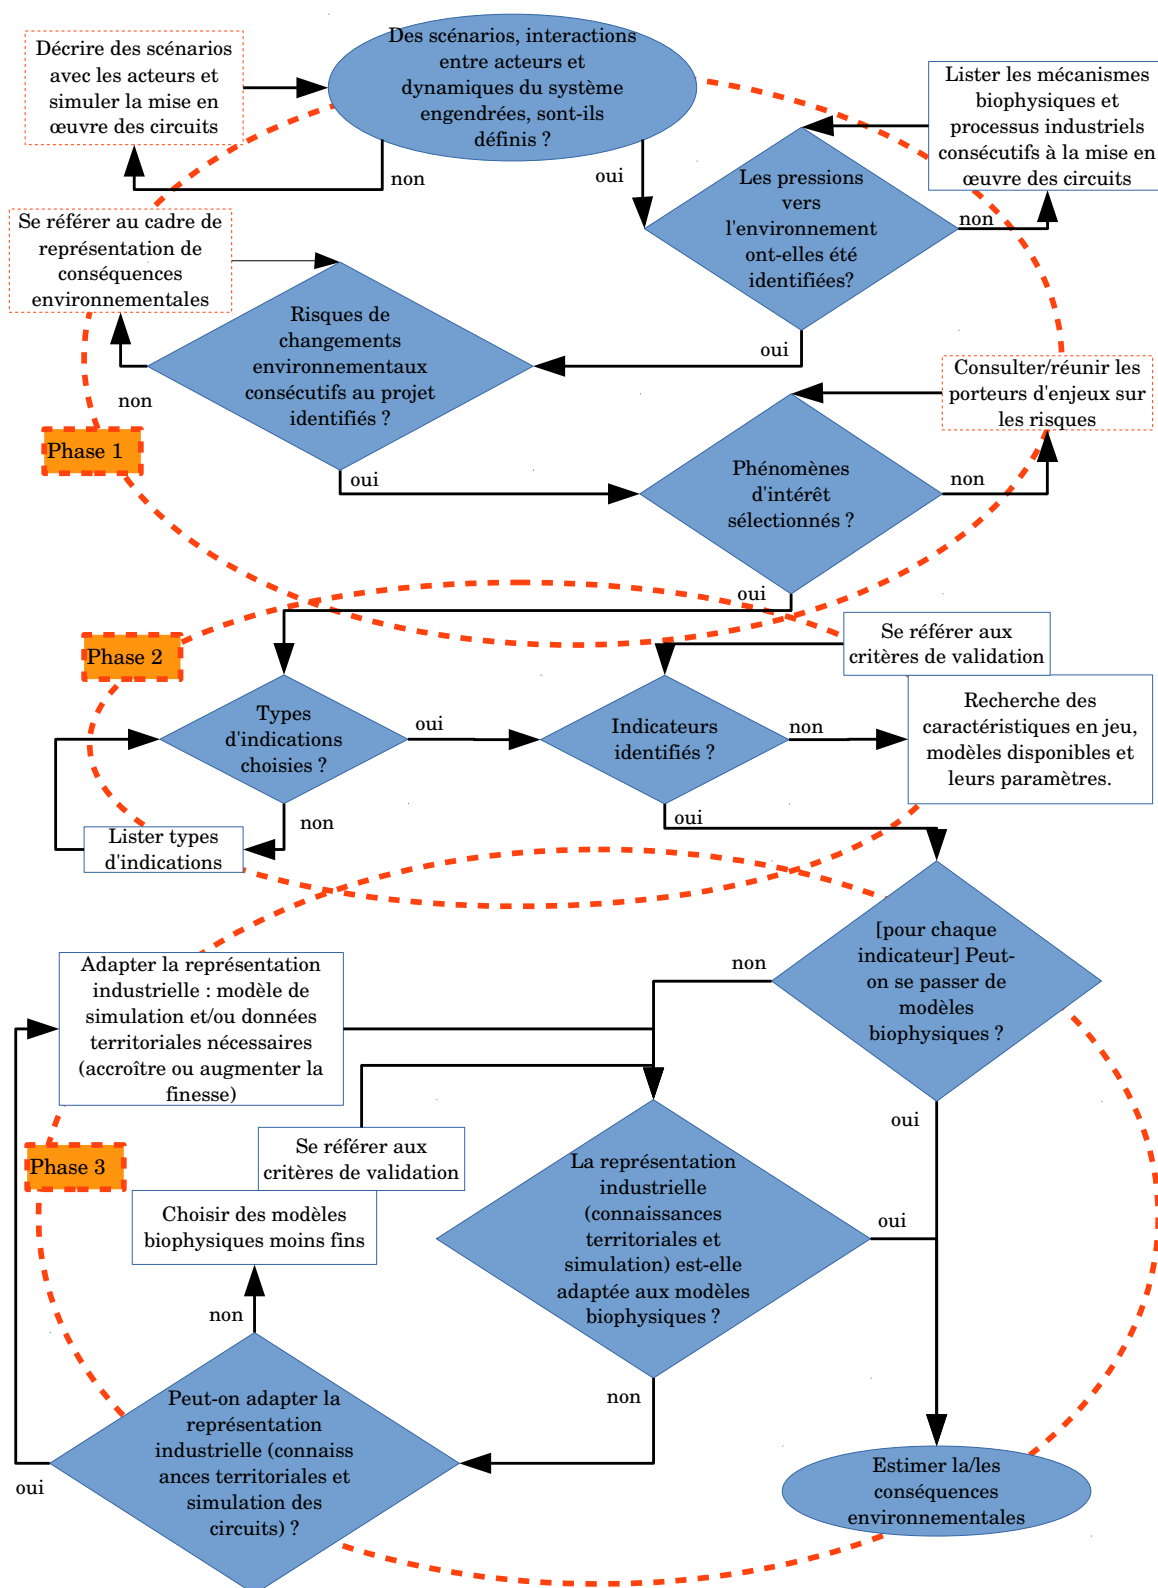 Décrire des scénarios
avec les acteurs et
simuler la mise en
œuvre des circuits
Des scénarios, interactions
entre acteurs et
dynamiques du système
engendrées, sont-ils
définis ?
Lister les mécanismes
biophysiques et
processus industriels
consécutifs à la mise en
œuvre des circuits
non
oui
Les pressions
vers
l'environnement
ont-elles été
identifiées?
non
Se référer au cadre de
représentation de
conséquences
environnementales
Risques de
changements
environnementaux
consécutifs au projet
identifiés ?
oui
non
Consulter/réunir les
porteurs d'enjeux sur
les risques
Phase 1
oui
Phénomènes
d'intérêt
sélectionnés ?
non
oui
Se référer aux
critères de validation
Phase 2
Types
d'indications
choisies ?
oui
Indicateurs
identifiés ?
non
Recherche des
caractéristiques en jeu,
modèles disponibles et
leurs paramètres.
non
oui
Lister types
d'indications
[pour chaque
indicateur] Peut-
on se passer de
modèles
biophysiques ?
non
Adapter la représentation
industrielle : modèle de
simulation et/ou données
territoriales nécessaires
(accroître ou augmenter la
finesse)
oui
Se référer aux
critères de validation
Phase 3
La représentation
industrielle
(connaissances
territoriales et
simulation) est-elle
adaptée aux modèles
biophysiques ?
oui
Choisir des modèles
biophysiques moins fins
non
non
Peut-on adapter la
représentation
industrielle (connaiss
ances territoriales et
simulation des
circuits) ?
oui
Estimer la/les
conséquences
environnementales